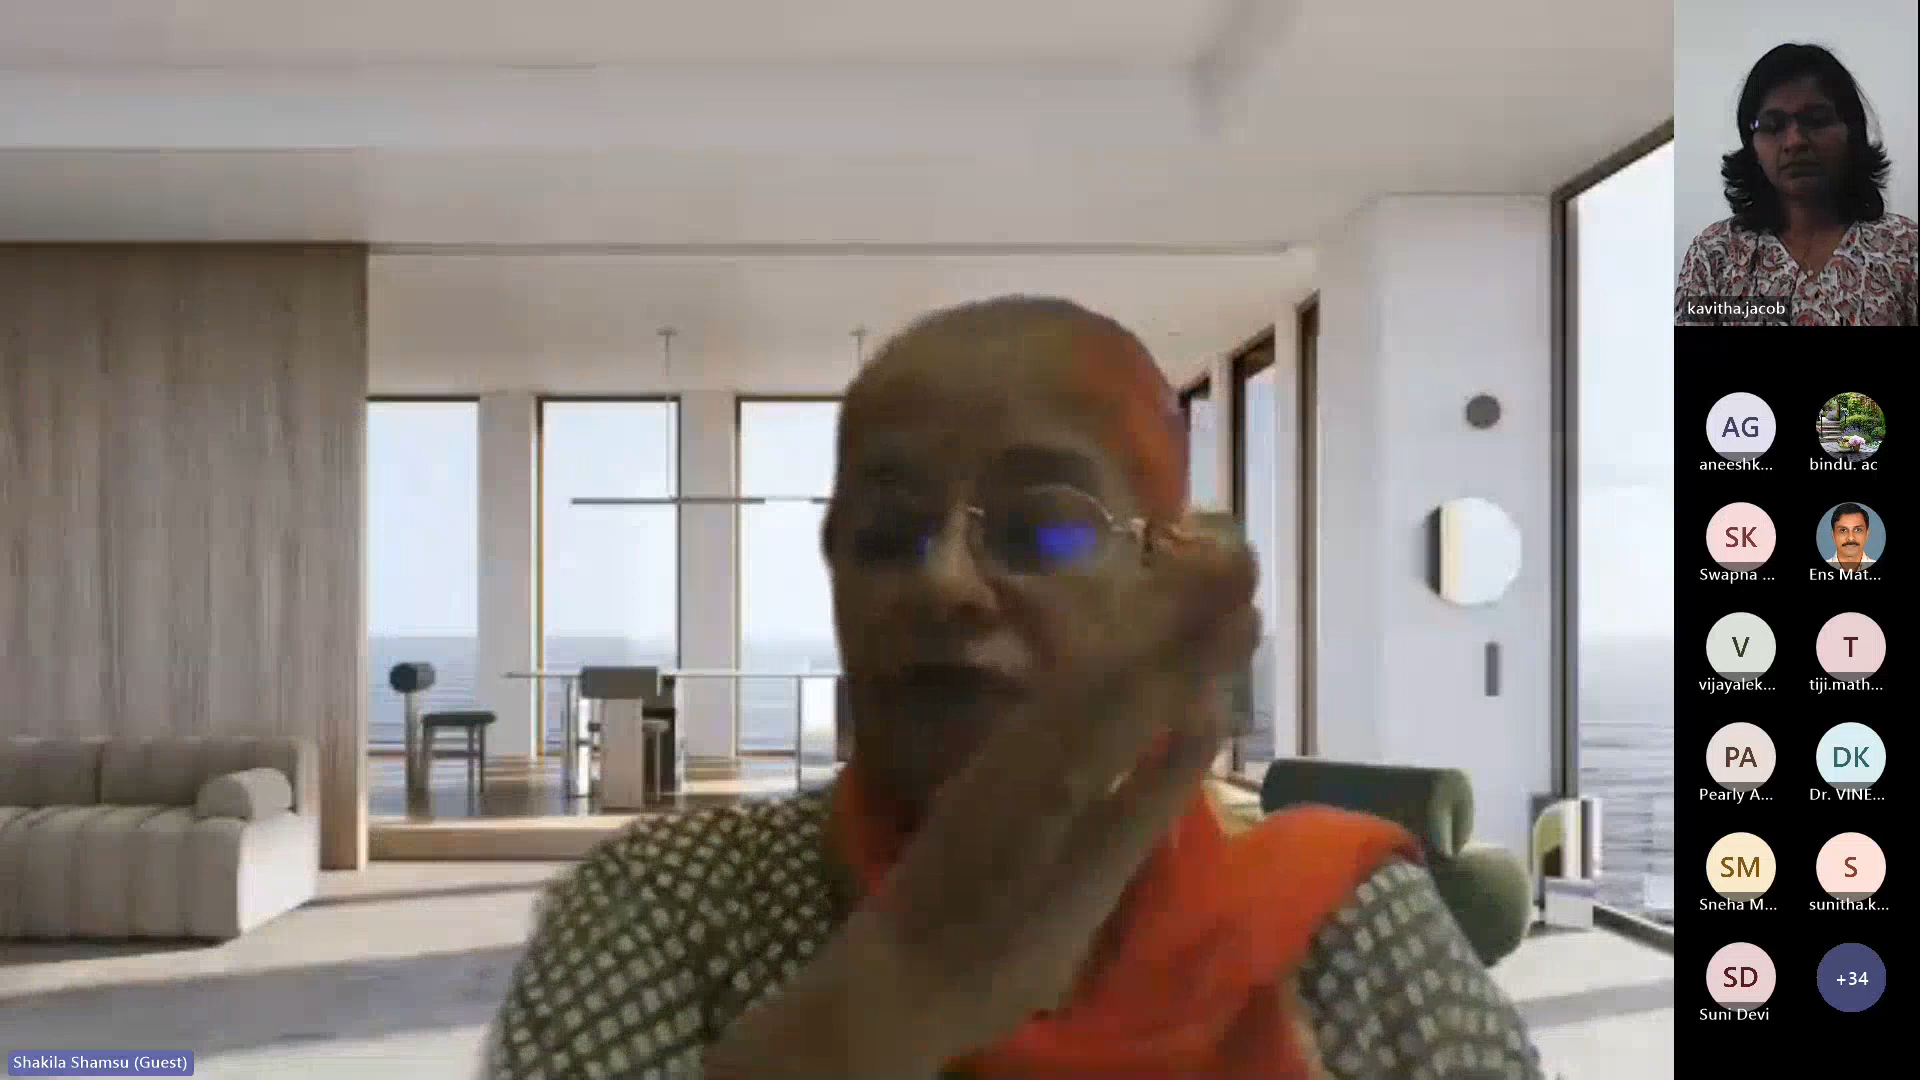 kavitha.jacob
AG
aneeshk...
bindu. ac
SK
Swapna ...
Ens Mat...
V
vijayalek...
T
tiji.math...
PA
Pearly A...
DK
Dr. VINE...
SM
Sneha M...
S
sunitha.k...
SD
Suni Devi
+34
Shakila Shamsu (Guest)